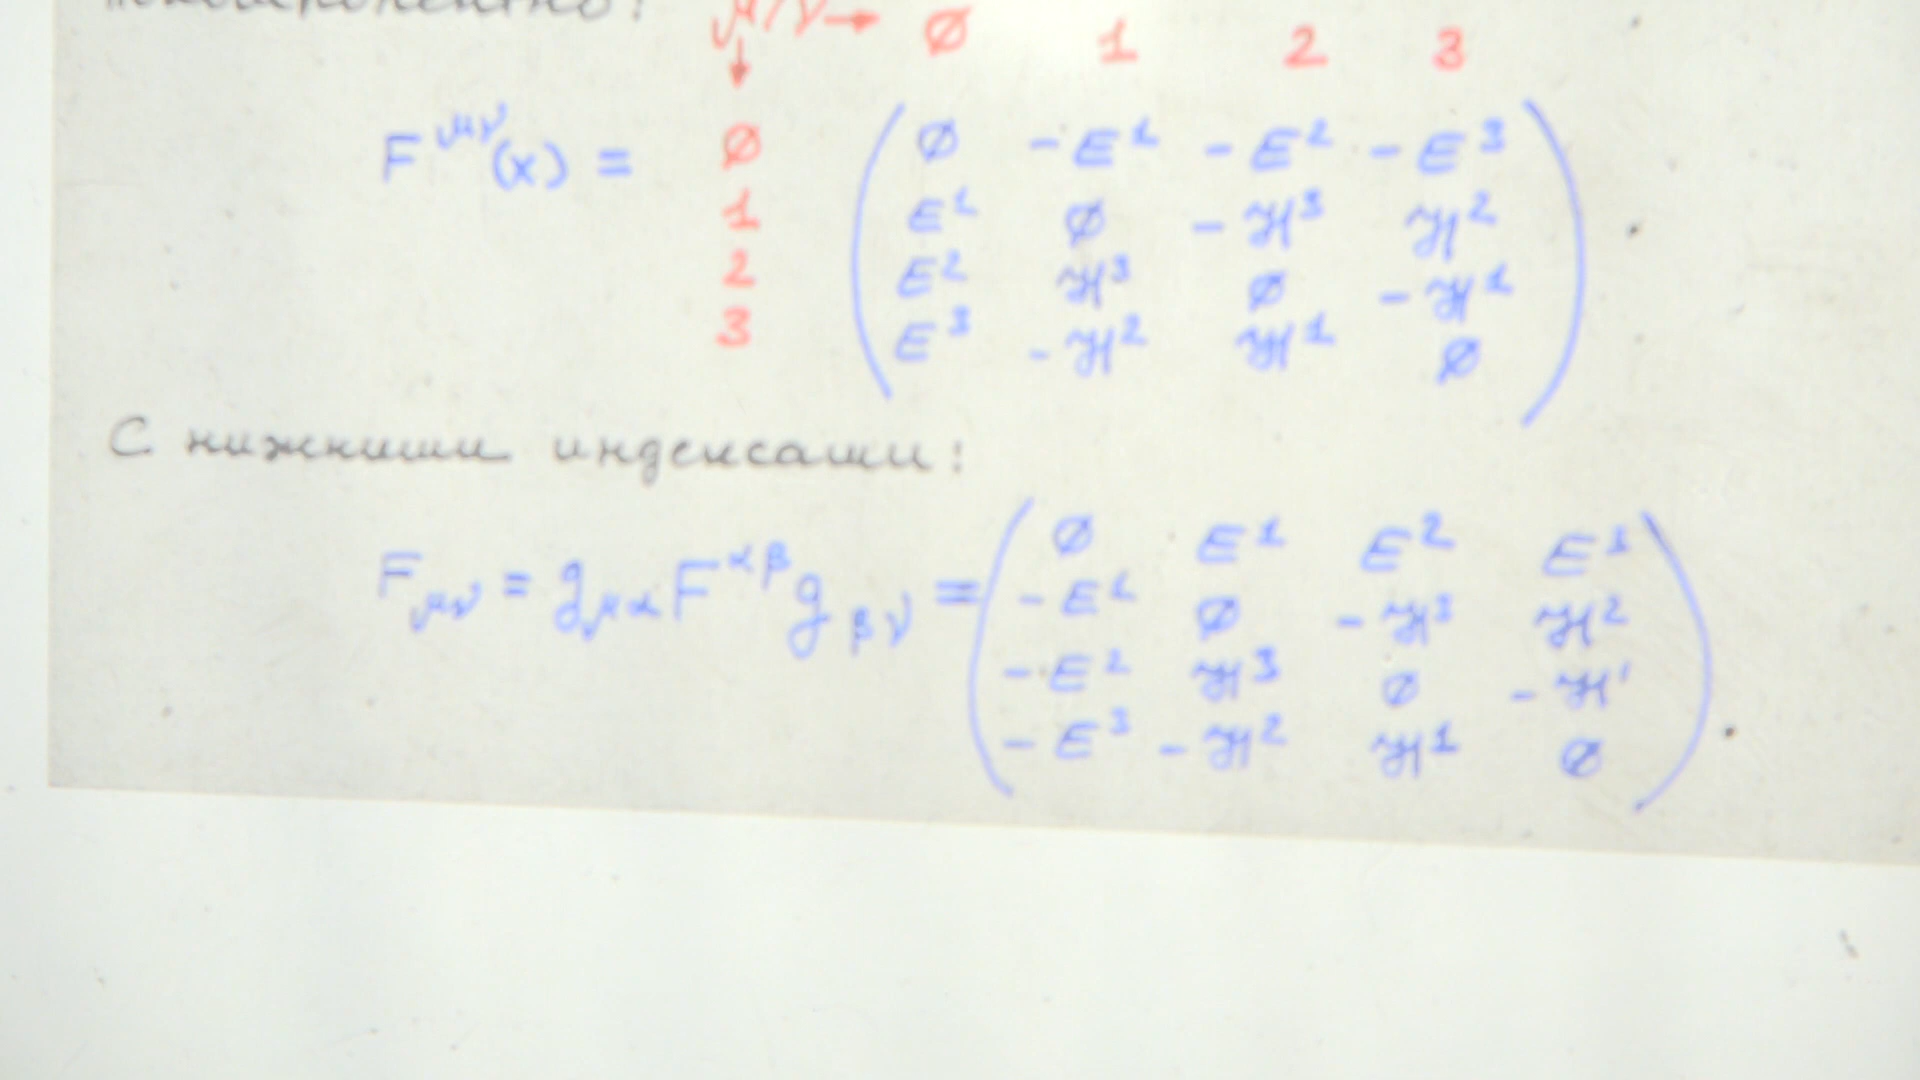 покомпонентно:
μ/ν → Ø 1 2 3
↓
F^{μν}(x) =
Ø ( Ø -E¹ -E² -E³ )
1 ( E¹ Ø -H³ H² )
2 ( E² H³ Ø -H¹ )
3 ( E³ -H² H¹ Ø ) .
С нижними индексами:
F_{μν} = g_{μα} F^{αβ} g_{βν} =
( Ø E¹ E² E³ )
( -E¹ Ø -H³ H² )
( -E² H³ Ø -H¹ )
( -E³ -H² H¹ Ø ) .